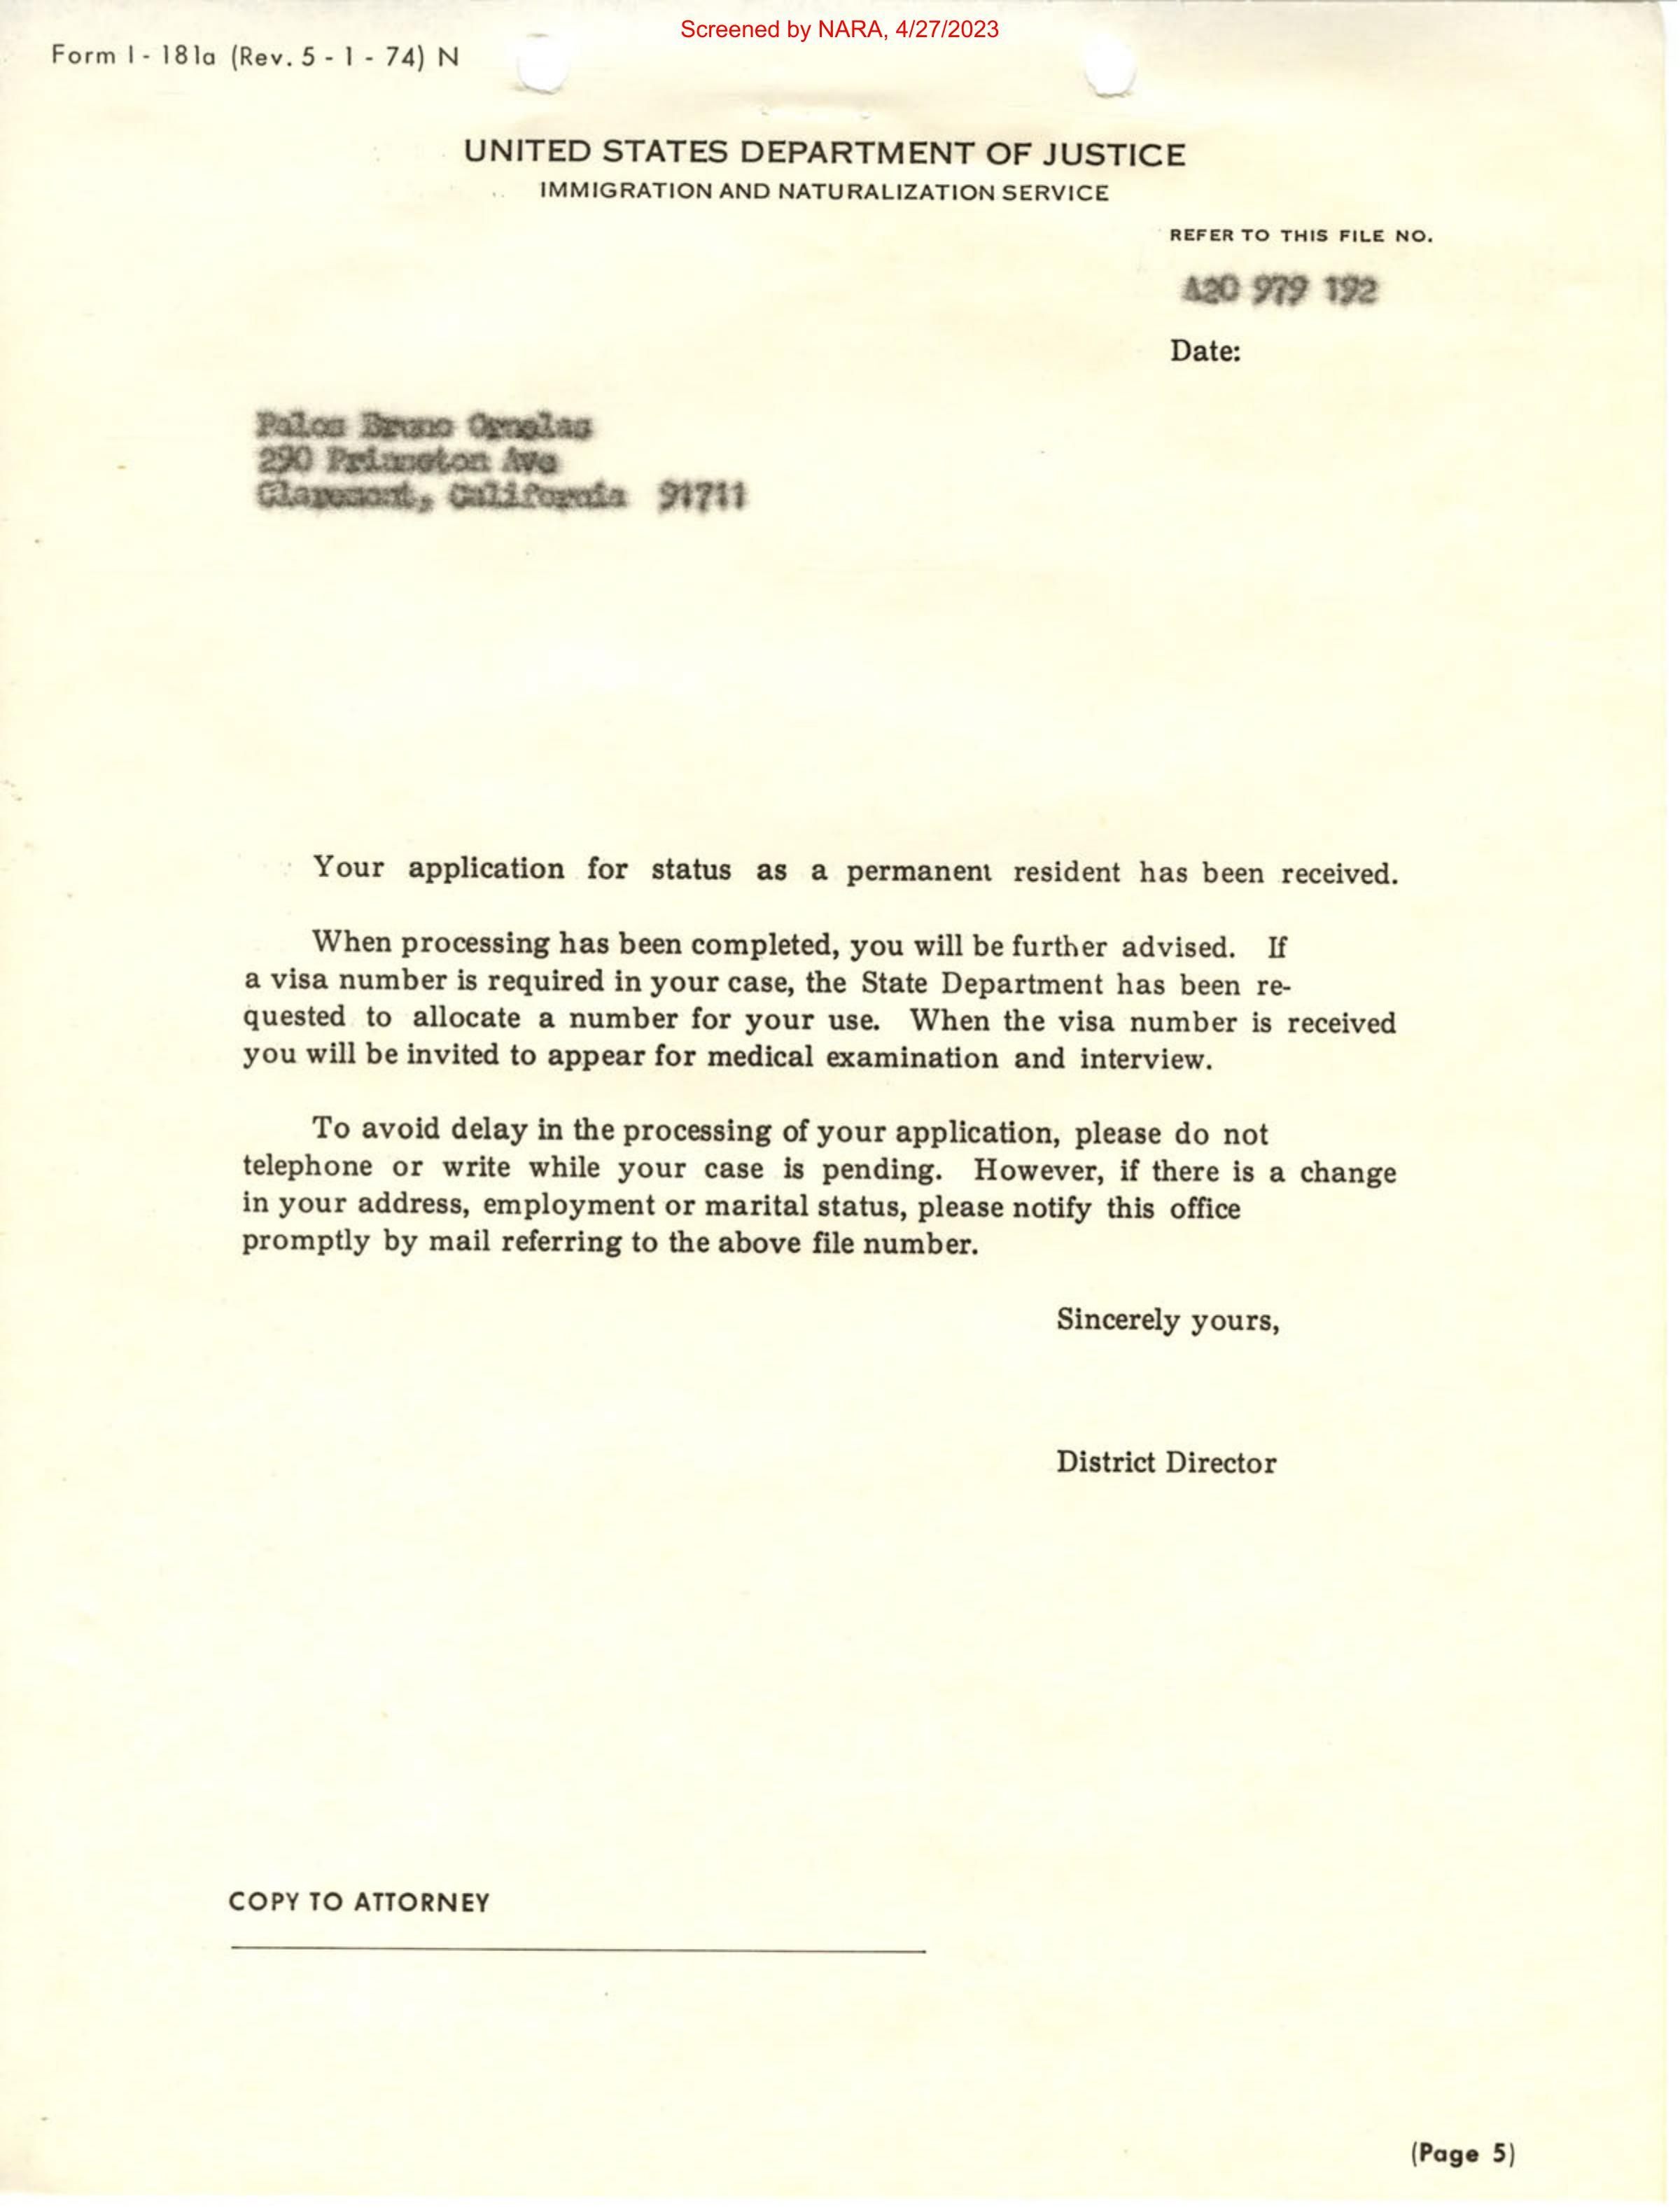 Screened by NARA, 4/27/2023
Form I - 181a (Rev. 5 - 1 - 74) N
UNITED STATES DEPARTMENT OF JUSTICE
IMMIGRATION AND NATURALIZATION SERVICE
REFER TO THIS FILE NO.
A20 979 192
Date:
Palos Bruno Ornelas
290 Princeton Ave
Claremont, California 91711
Your application for status as a permanent resident has been received.
When processing has been completed, you will be further advised. If
a visa number is required in your case, the State Department has been re-
quested to allocate a number for your use. When the visa number is received
you will be invited to appear for medical examination and interview.
To avoid delay in the processing of your application, please do not
telephone or write while your case is pending. However, if there is a change
in your address, employment or marital status, please notify this office
promptly by mail referring to the above file number.
Sincerely yours,
District Director
COPY TO ATTORNEY
(Page 5)